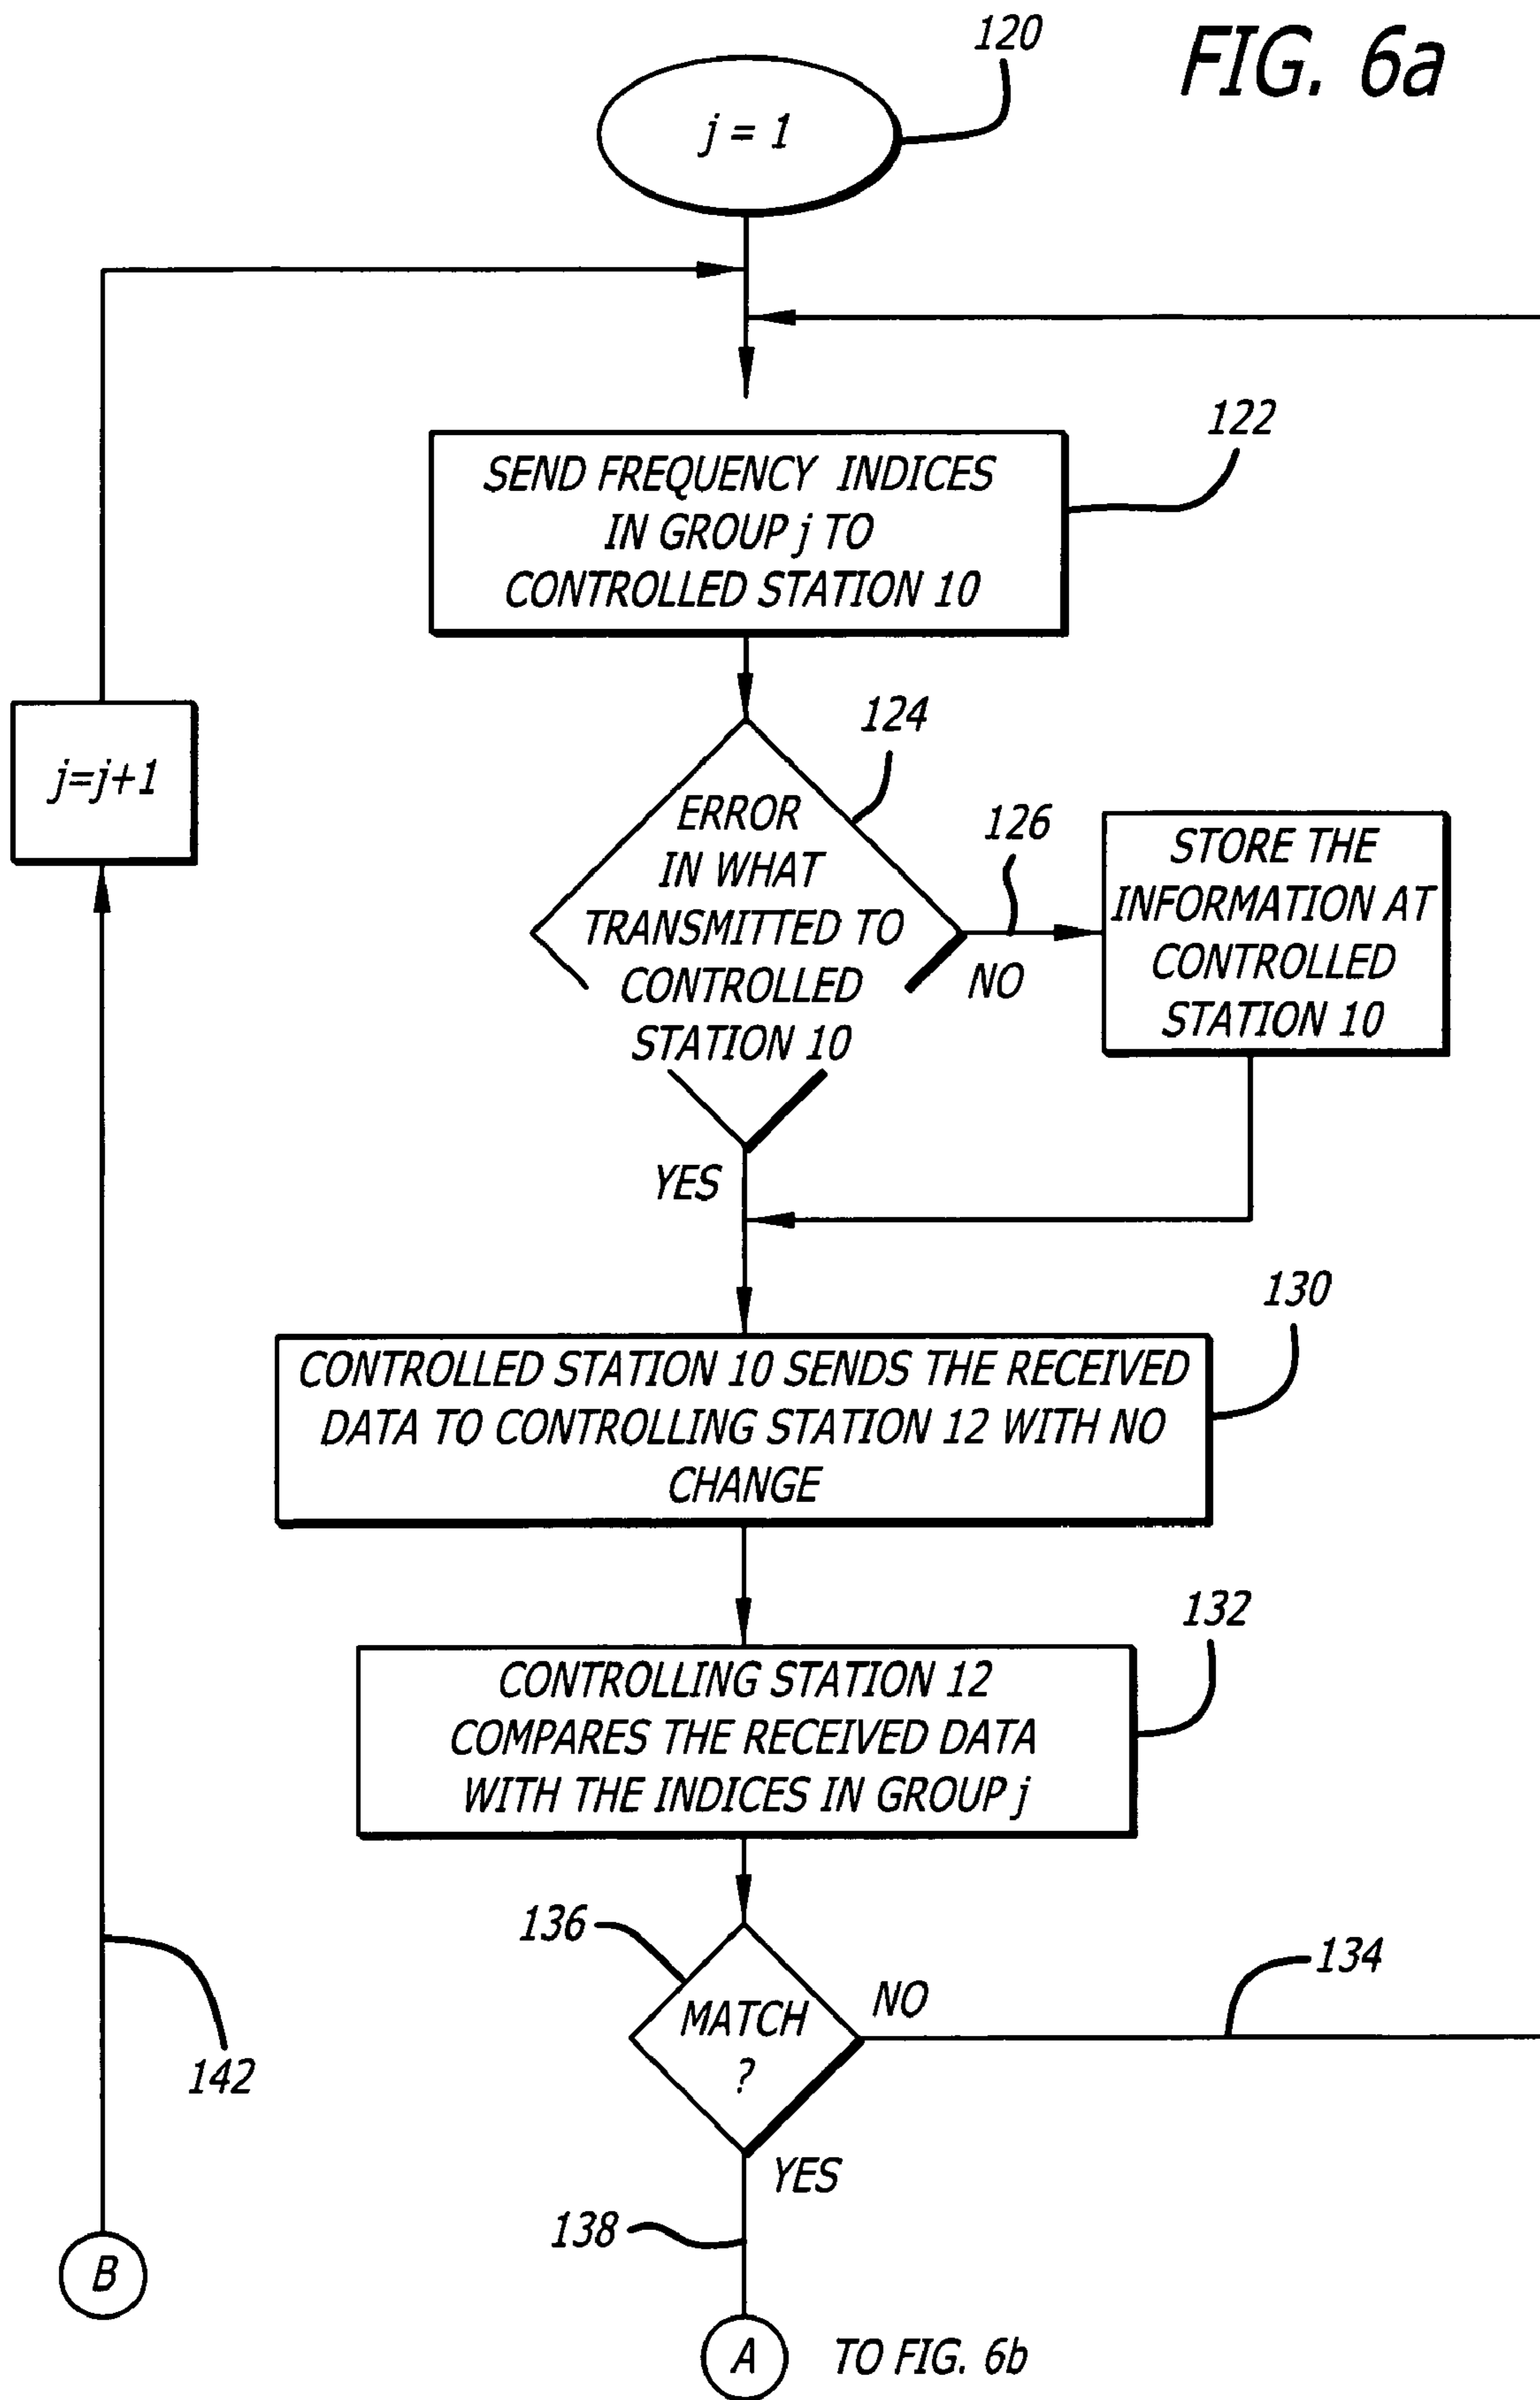 FIG. 6a
120
j = 1
122
SEND FREQUENCY INDICES
IN GROUP j TO
CONTROLLED STATION 10
124
j=j+1
ERROR
IN WHAT
TRANSMITTED TO
CONTROLLED
STATION 10
126
NO
STORE THE
INFORMATION AT
CONTROLLED
STATION 10
YES
130
CONTROLLED STATION 10 SENDS THE RECEIVED
DATA TO CONTROLLING STATION 12 WITH NO
CHANGE
132
CONTROLLING STATION 12
COMPARES THE RECEIVED DATA
WITH THE INDICES IN GROUP j
136
MATCH
?
NO
134
142
YES
138
B
A
TO FIG. 6b